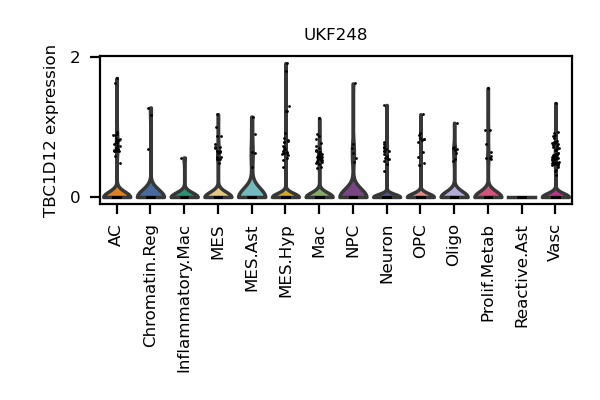 UKF248
TBC1D12 expression
2
0
AC
Chromatin.Reg
Inflammatory.Mac
MES
MES.Ast
MES.Hyp
Mac
NPC
Neuron
OPC
Oligo
Prolif.Metab
Reactive.Ast
Vasc